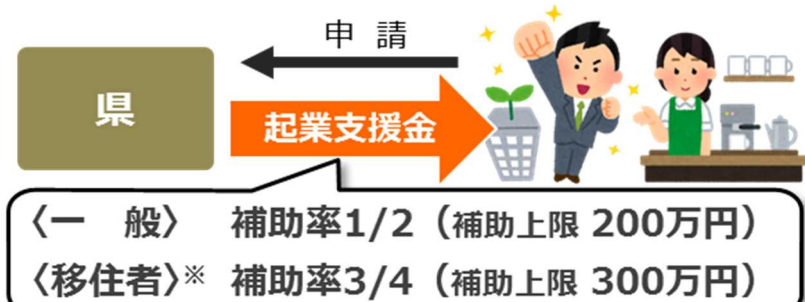 申 請
県
起業支援金
〈一　般〉 補助率1/2（補助上限 200万円）
〈移住者〉※ 補助率3/4（補助上限 300万円）